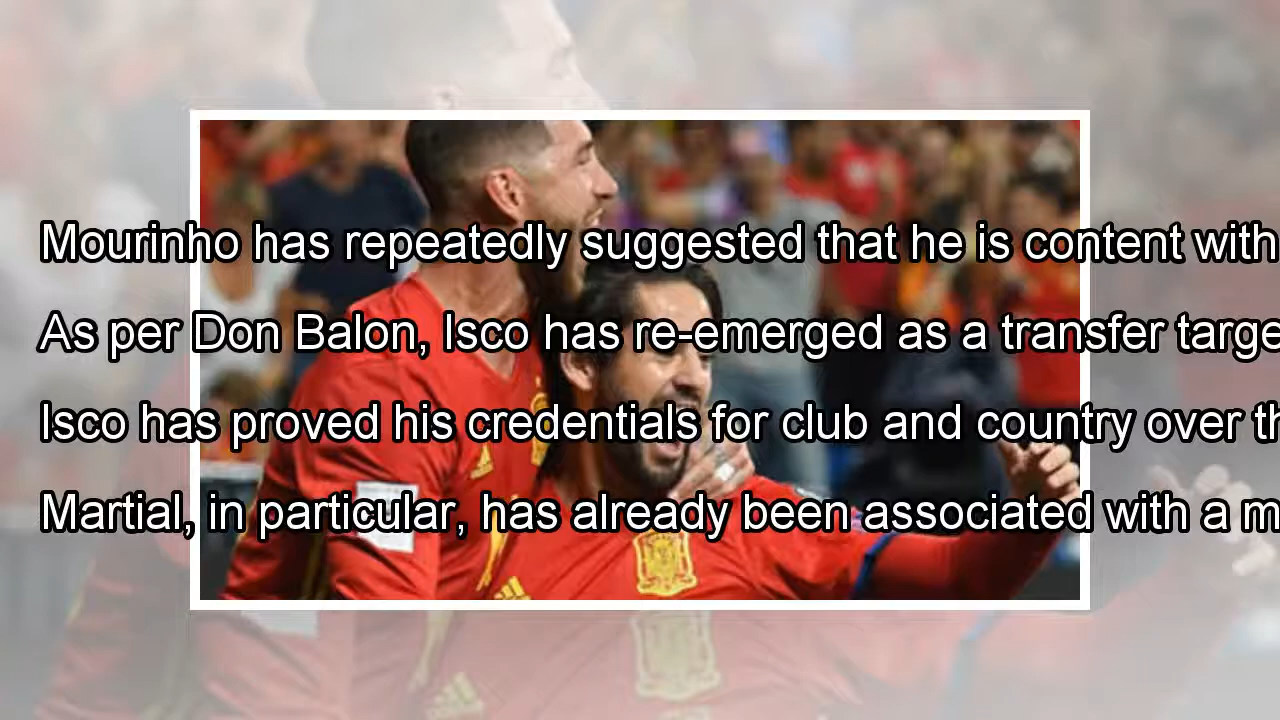 Mourinho has repeatedly suggested that he is content with
As per Don Balon, Isco has re-emerged as a transfer targe
Isco has proved his credentials for club and country over th
Martial, in particular, has already been associated with a m